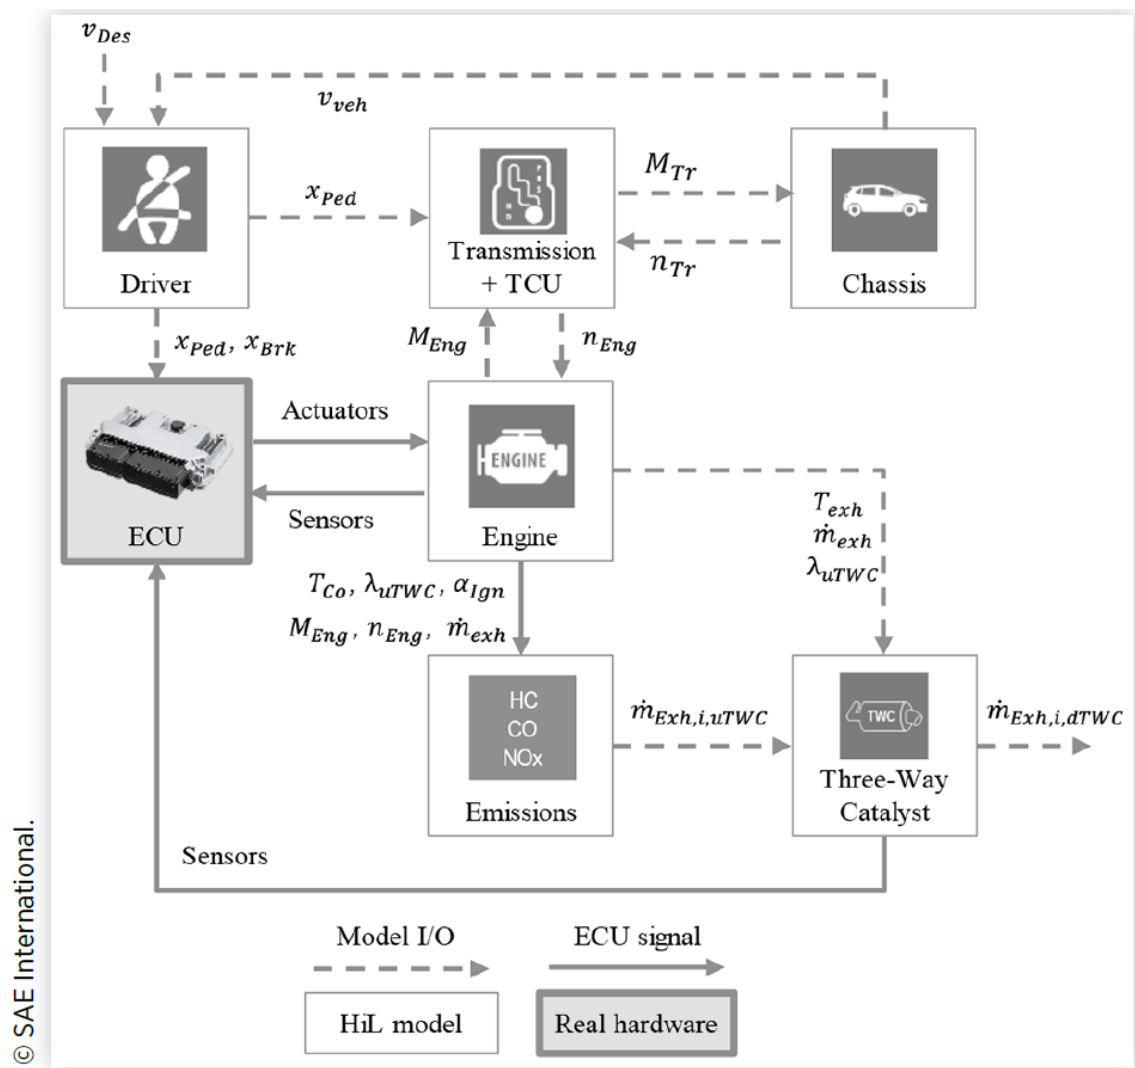 v_Des
v_veh
x_Ped
M_Tr
n_Tr
Driver
Transmission
+ TCU
Chassis
x_Ped, x_Brk
M_Eng
n_Eng
Actuators
Sensors
ENGINE
ECU
Engine
T_exh
ṁ_exh
λ_uTWC
T_Co, λ_uTWC, α_Ign
M_Eng, n_Eng, ṁ_exh
HC
CO
NOx
Emissions
ṁ_Exh,i,uTWC
TWC
Three-Way
Catalyst
ṁ_Exh,i,dTWC
Sensors
Model I/O
ECU signal
HiL model
Real hardware
© SAE International.